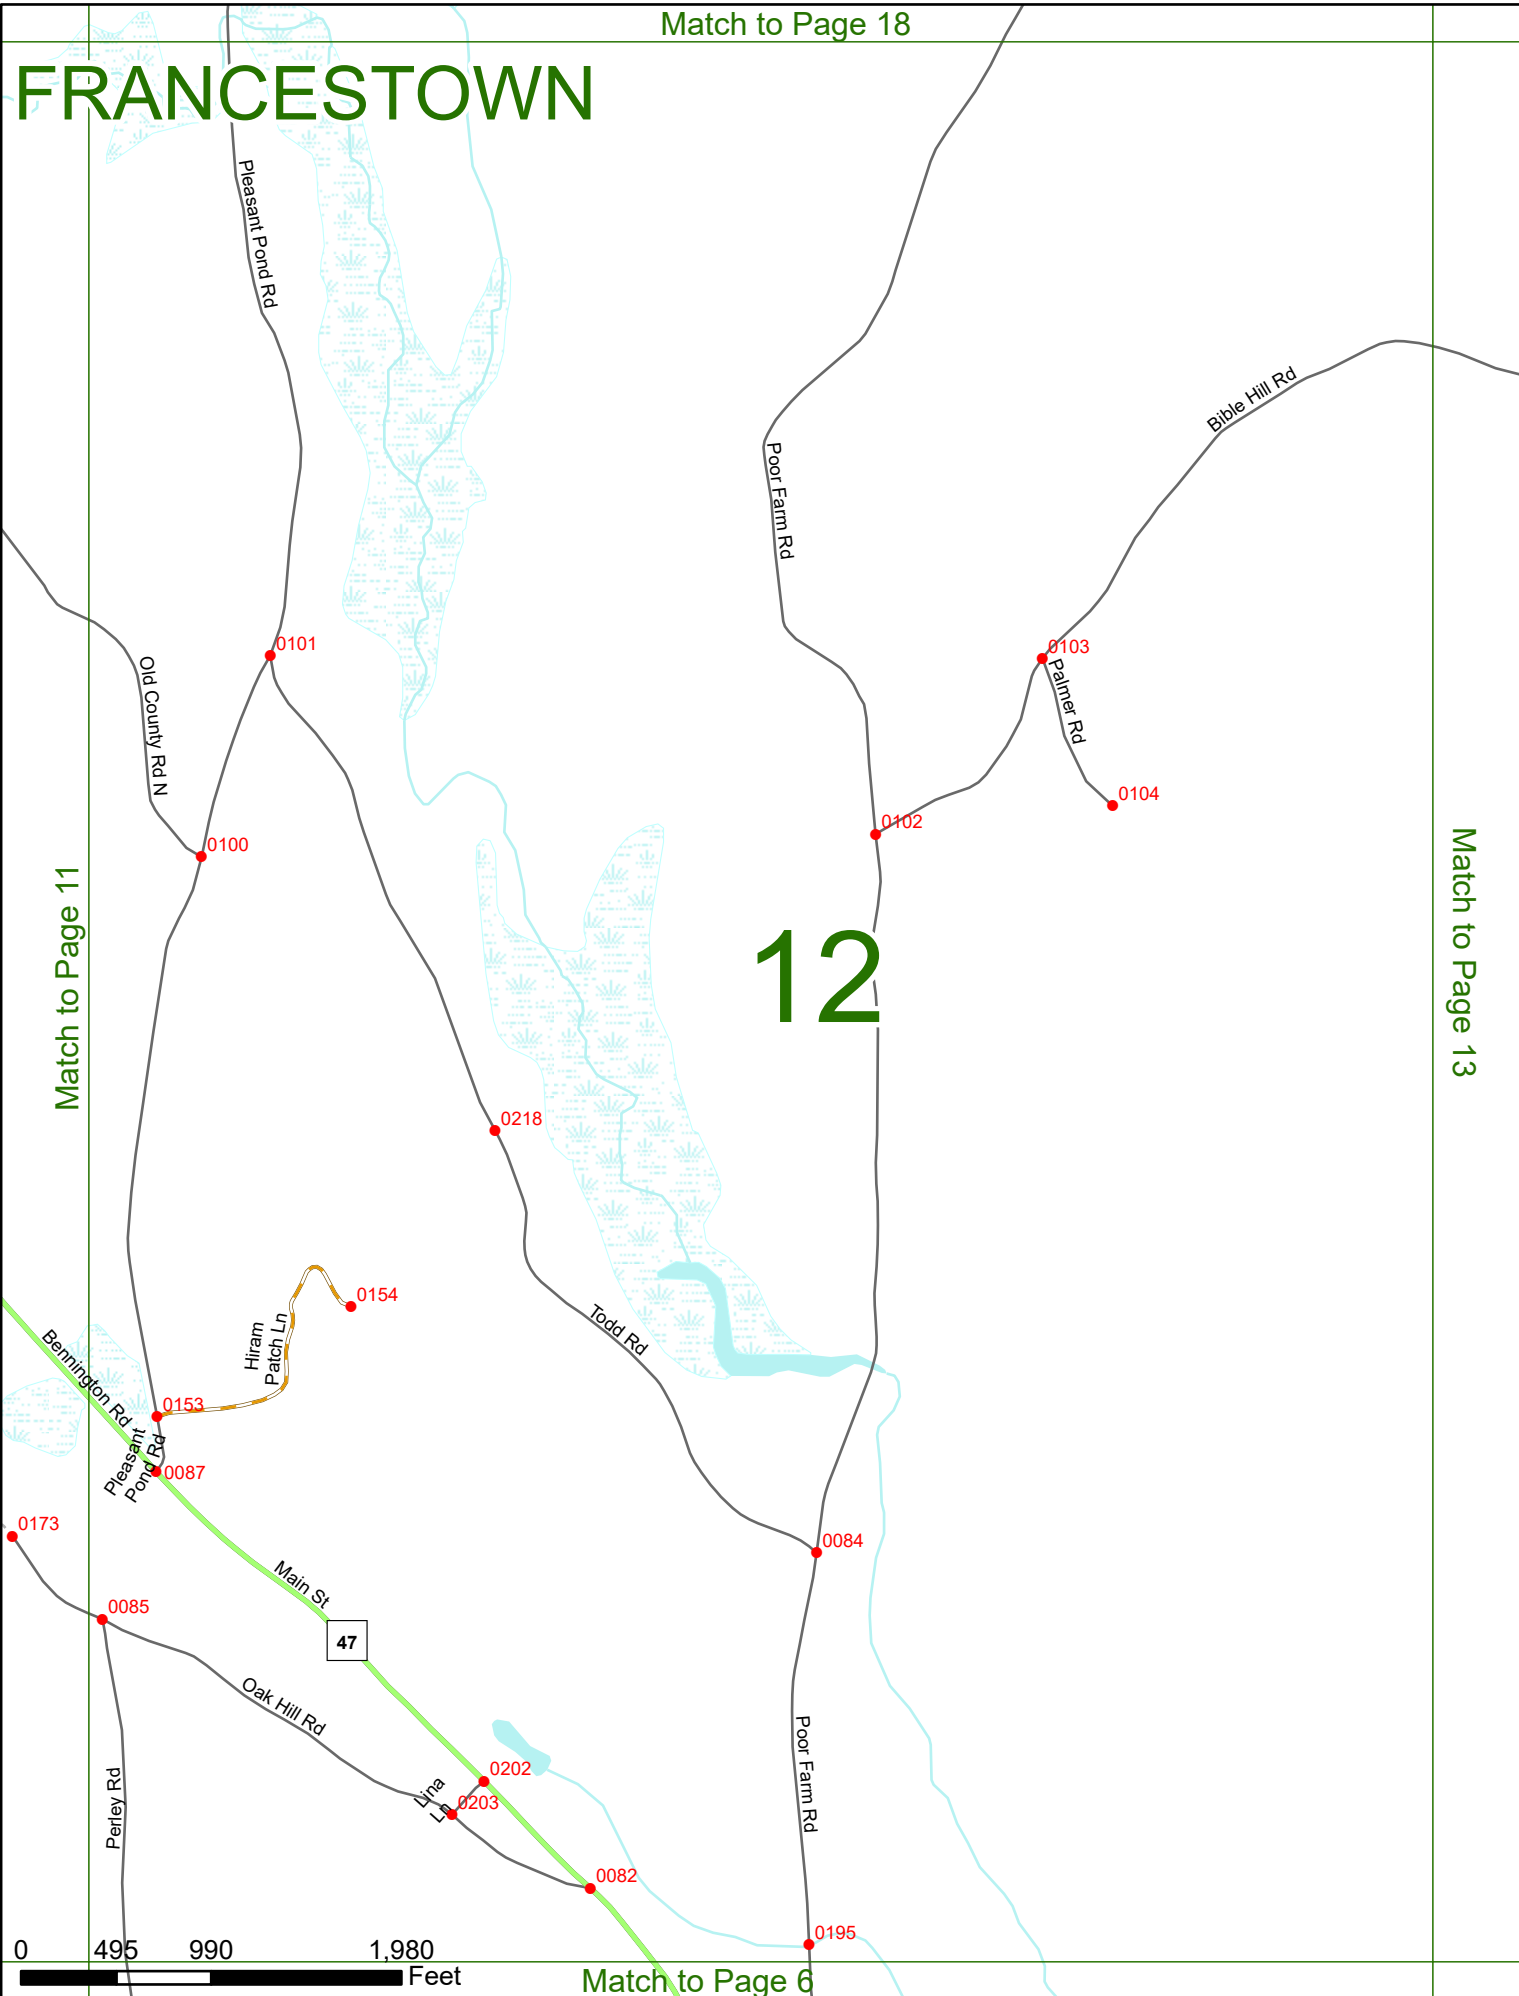 Match to Page 18
FRANCESTOWN
Pleasant Pond Rd
Bible Hill Rd
Poor Farm Rd
0101
0103
Old County Rd N
Palmer Rd
0104
0102
0100
Match to Page 11
Match to Page 13
12
0218
0154
Hiram
Patch Ln
Todd Rd
Bennington Rd
0153
Pleasant
Pond Rd
0087
0173
0084
Main St
0085
47
Oak Hill Rd
Poor Farm Rd
Perley Rd
0202
Lina
Ln
0203
0082
0195
0 495 990 1,980
Feet
Match to Page 6